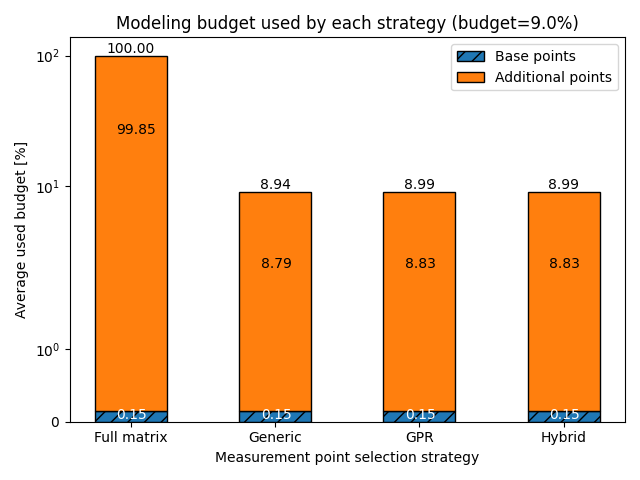 Modeling budget used by each strategy (budget=9.0%)
Base points
Additional points
Average used budget [%]
10²
10¹
10⁰
0
100.00
99.85
0.15
8.94
8.79
0.15
8.99
8.83
0.15
8.99
8.83
0.15
Full matrix
Generic
GPR
Hybrid
Measurement point selection strategy